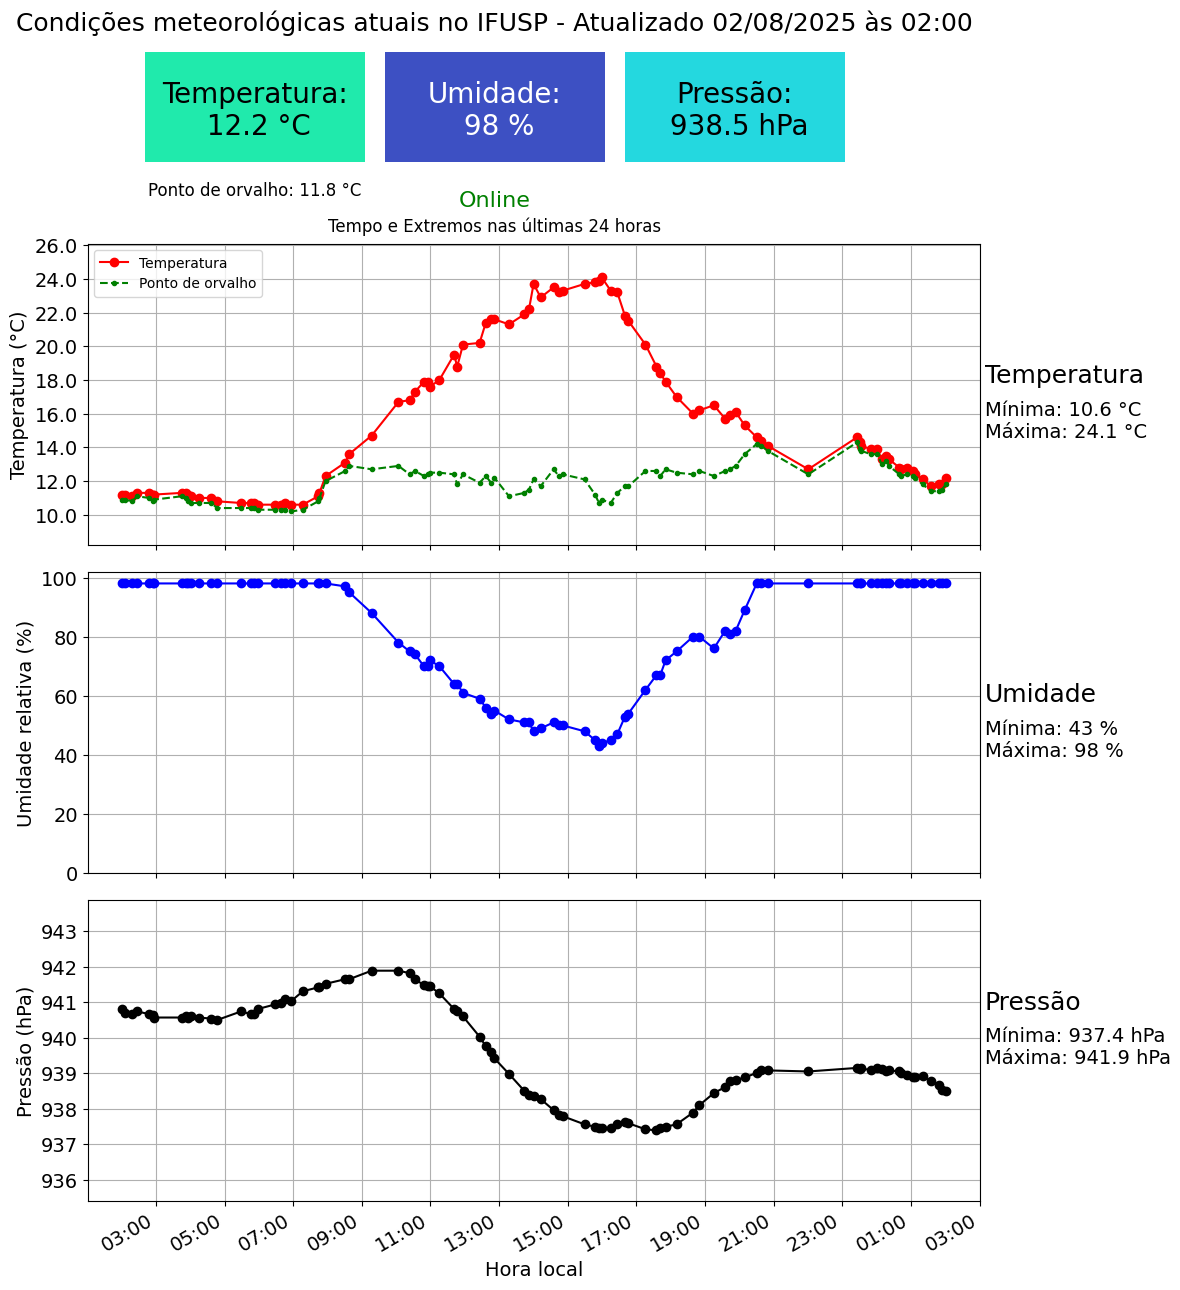 Condições meteorológicas atuais no IFUSP - Atualizado 02/08/2025 às 02:00
Temperatura:
12.2 °C
Umidade:
98 %
Pressão:
938.5 hPa
Ponto de orvalho: 11.8 °C
Online
Tempo e Extremos nas últimas 24 horas
Temperatura (°C)
26.0
24.0
22.0
20.0
18.0
16.0
14.0
12.0
10.0
Temperatura
Ponto de orvalho
Temperatura
Mínima: 10.6 °C
Máxima: 24.1 °C
Umidade relativa (%)
100
80
60
40
20
0
Umidade
Mínima: 43 %
Máxima: 98 %
Pressão (hPa)
943
942
941
940
939
938
937
936
Pressão
Mínima: 937.4 hPa
Máxima: 941.9 hPa
03:00 05:00 07:00 09:00 11:00 13:00 15:00 17:00 19:00 21:00 23:00 01:00 03:00
Hora local